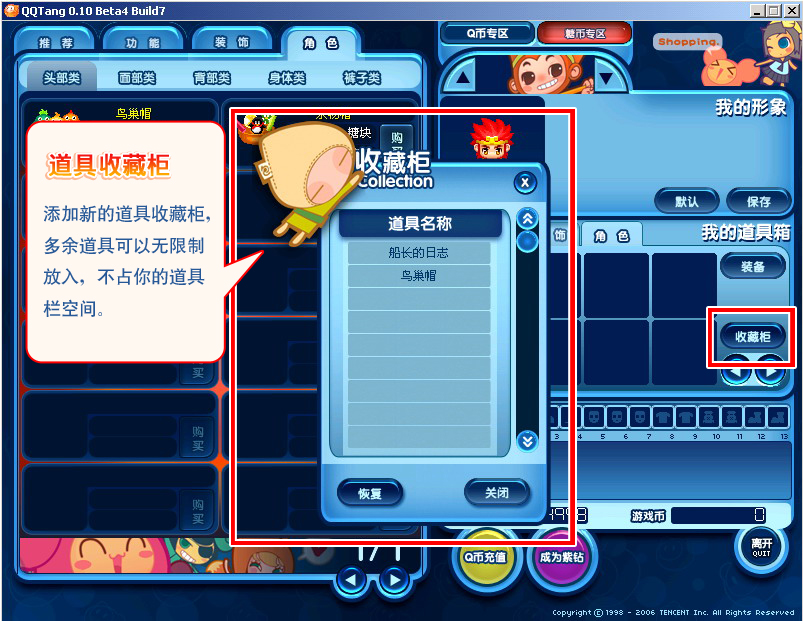 QQTang 0.10 Beta4 Build7
推 荐
功 能
装 饰
角 色
Q币专区
糖币专区
Shopping.
头部类
面部类
背部类
身体类
裤子类
鸟巢帽
糖块
购
我的形象
默认
保存
道具收藏柜
添加新的道具收藏柜，
多余道具可以无限制
放入，不占你的道具
栏空间。
收藏柜
Collection
x
道具名称
船长的日志
鸟巢帽
恢复
关闭
饰
角 色
我的道具箱
装备
收藏柜
购
买
购
买
3 4 5 6 7 8 9 10 11 12 13
游戏币
0
1/1
Q币充值
成为紫钻
离开
QUIT
Copyright © 1998 - 2006 TENCENT Inc. All Rights Reserved